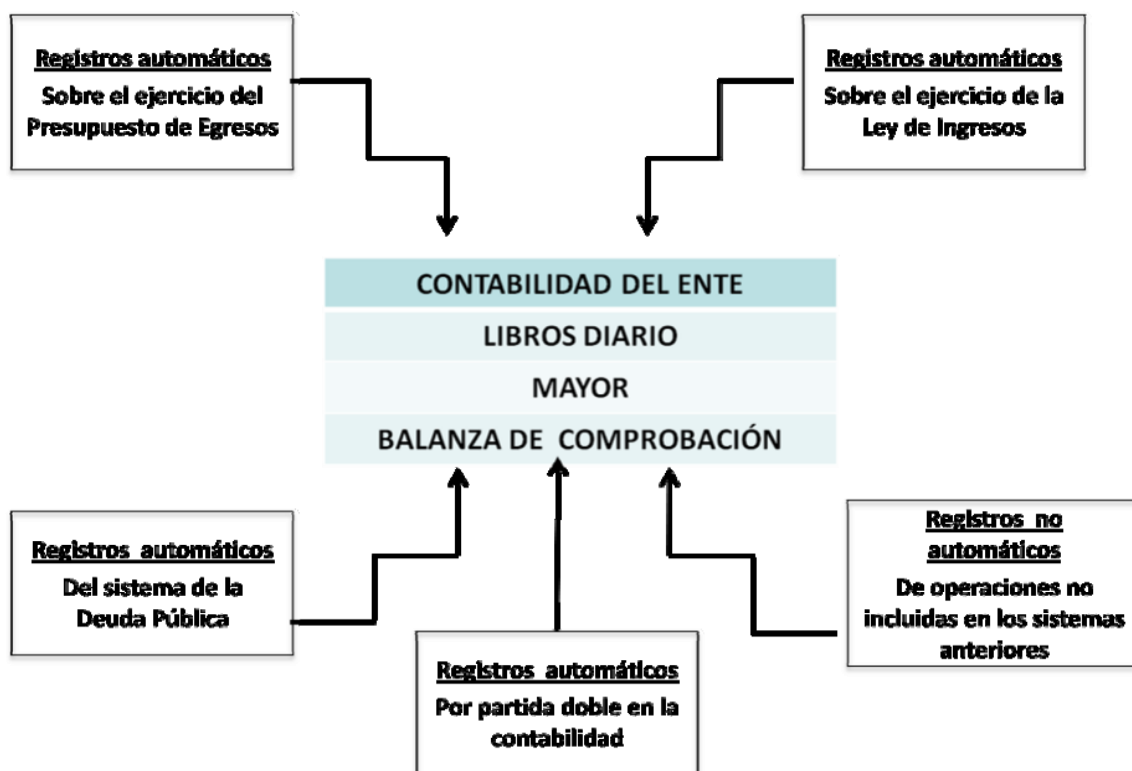 Registros automáticos
Sobre el ejercicio del
Presupuesto de Egresos
Registros automáticos
Sobre el ejercicio de la
Ley de Ingresos
CONTABILIDAD DEL ENTE
LIBROS DIARIO
MAYOR
BALANZA DE COMPROBACIÓN
Registros automáticos
Del sistema de la
Deuda Pública
Registros automáticos
Por partida doble en la
contabilidad
Registros no
automáticos
De operaciones no
incluidas en los sistemas
anteriores